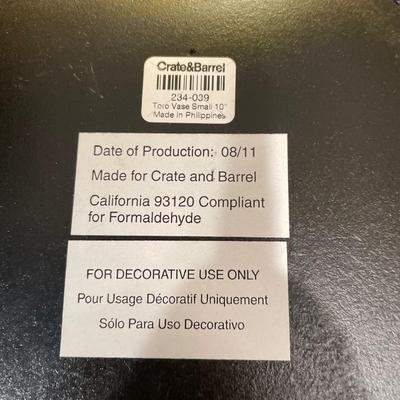 Crate&Barrel
234-039
Toro Vase Small 10"
Made In Philippines
Date of Production: 08/11
Made for Crate and Barrel
California 93120 Compliant
for Formaldehyde
FOR DECORATIVE USE ONLY
Pour Usage Décoratif Uniquement
Sólo Para Uso Decorativo